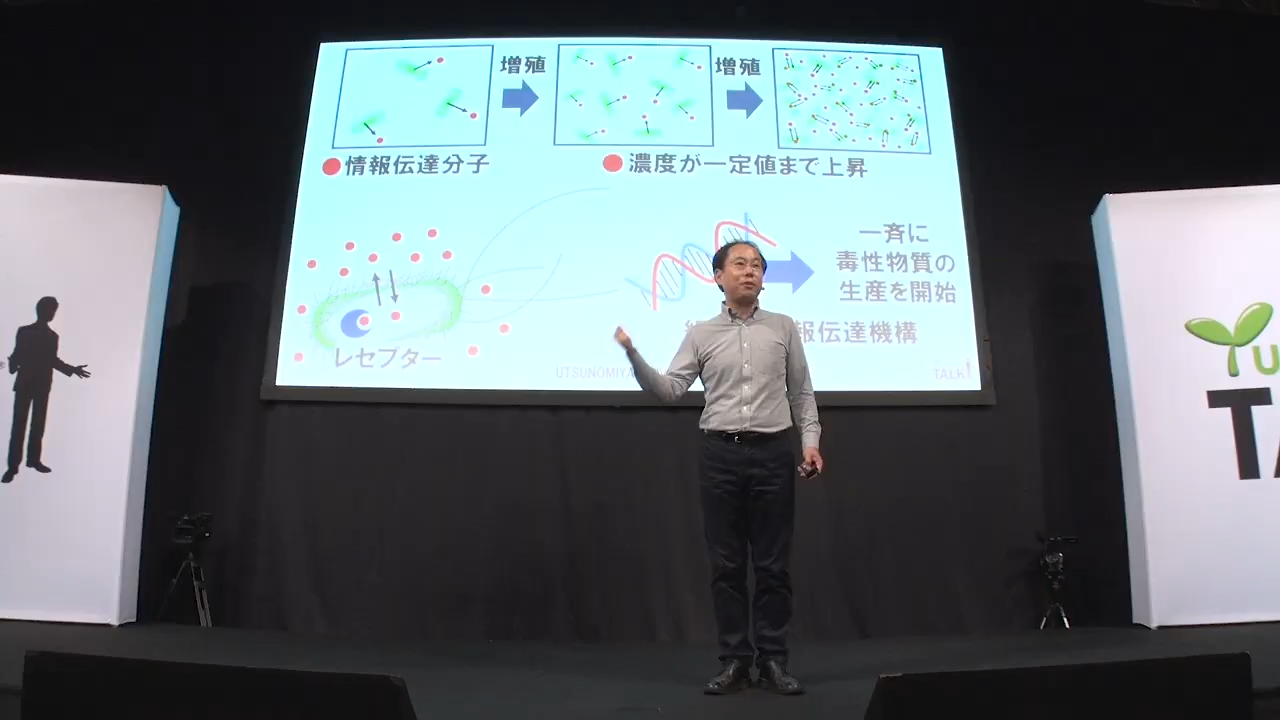 増殖
増殖
情報伝達分子
濃度が一定値まで上昇
一斉に
毒性物質の
生産を開始
報伝達機構
レセプター
UTSUNOMIYA
TALK!